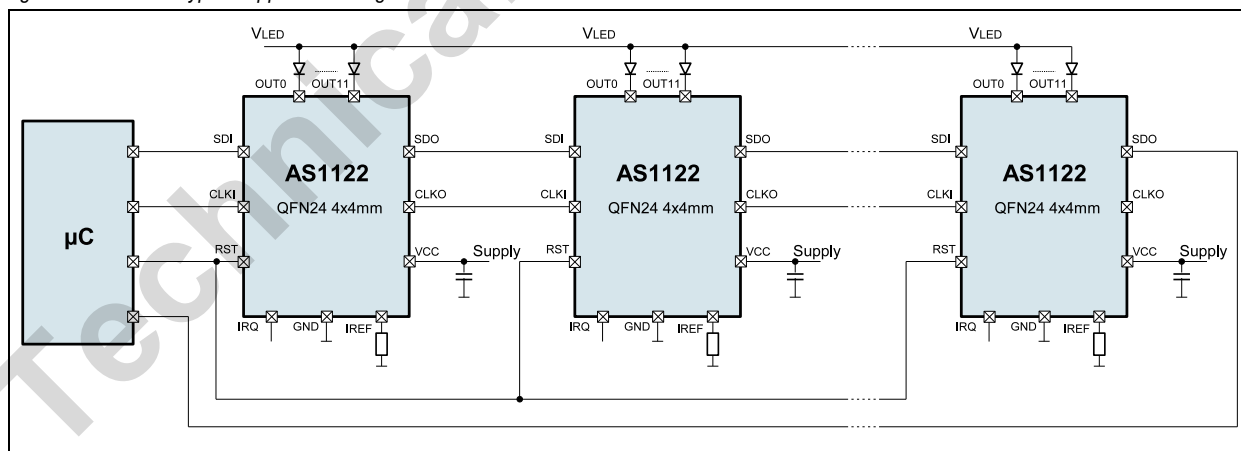 VLED VLED VLED
OUT0 OUT11 OUT0 OUT11 OUT0 OUT11
SDI SDO SDI SDO SDI SDO
AS1122 AS1122 AS1122
QFN24 4x4mm QFN24 4x4mm QFN24 4x4mm
CLKI CLKO CLKI CLKO CLKI CLKO
µC
RST VCC Supply RST VCC Supply RST VCC Supply
IRQ GND IREF IRQ GND IREF IRQ GND IREF
Technical